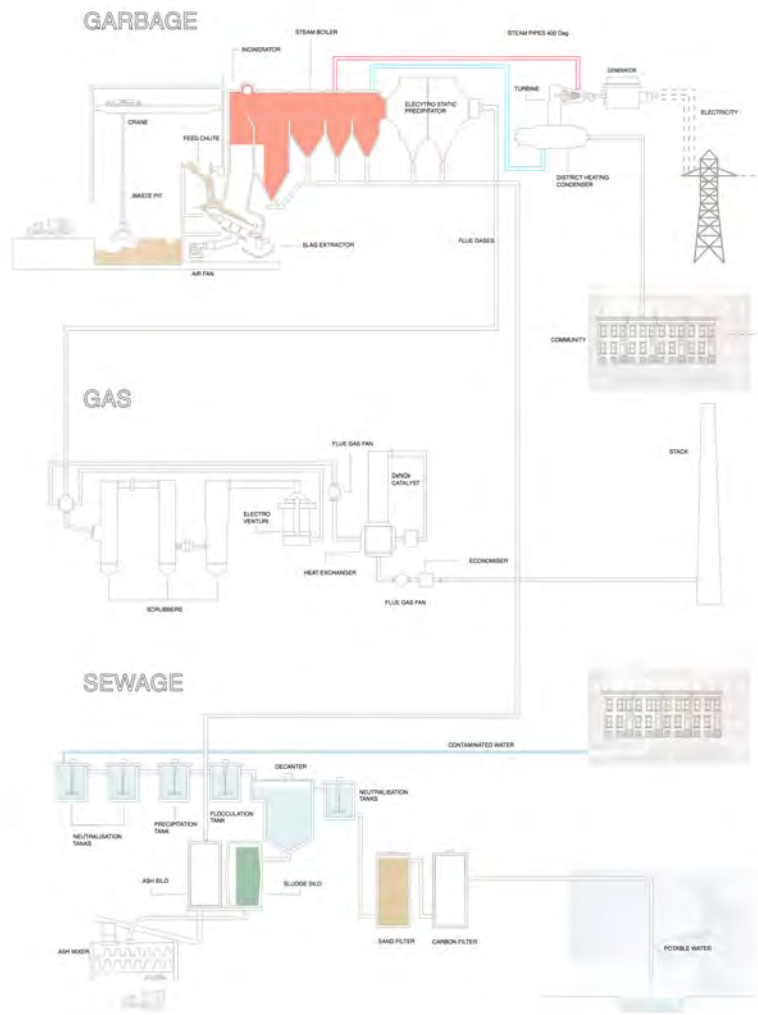 GARBAGE
STEAM BOILER
STEAM PIPES 400 Deg
INCINERATOR
GENERATOR
TURBINE
ELECYTRO STATIC
PRECIPITATOR
ELECTRICITY
CRANE
FEED CHUTE
DISTRICT HEATING
CONDENSER
WASTE PIT
SLAG EXTRACTOR
FLUE GASES
AIR FAN
COMMUNITY
GAS
FLUE GAS FAN
STACK
DeNOx
CATALYST
ELECTRO
VENTURI
ECONOMISER
HEAT EXCHANGER
FLUE GAS FAN
SCRUBBERS
SEWAGE
CONTAMINATED WATER
DECANTER
NEUTRALISATION
TANKS
FLOCCULATION
TANK
PRECIPITATION
TANK
NEUTRALISATION
TANKS
ASH SILO
SLUDGE SILO
SAND FILTER
CARBON FILTER
ASH MIXER
POTABLE WATER